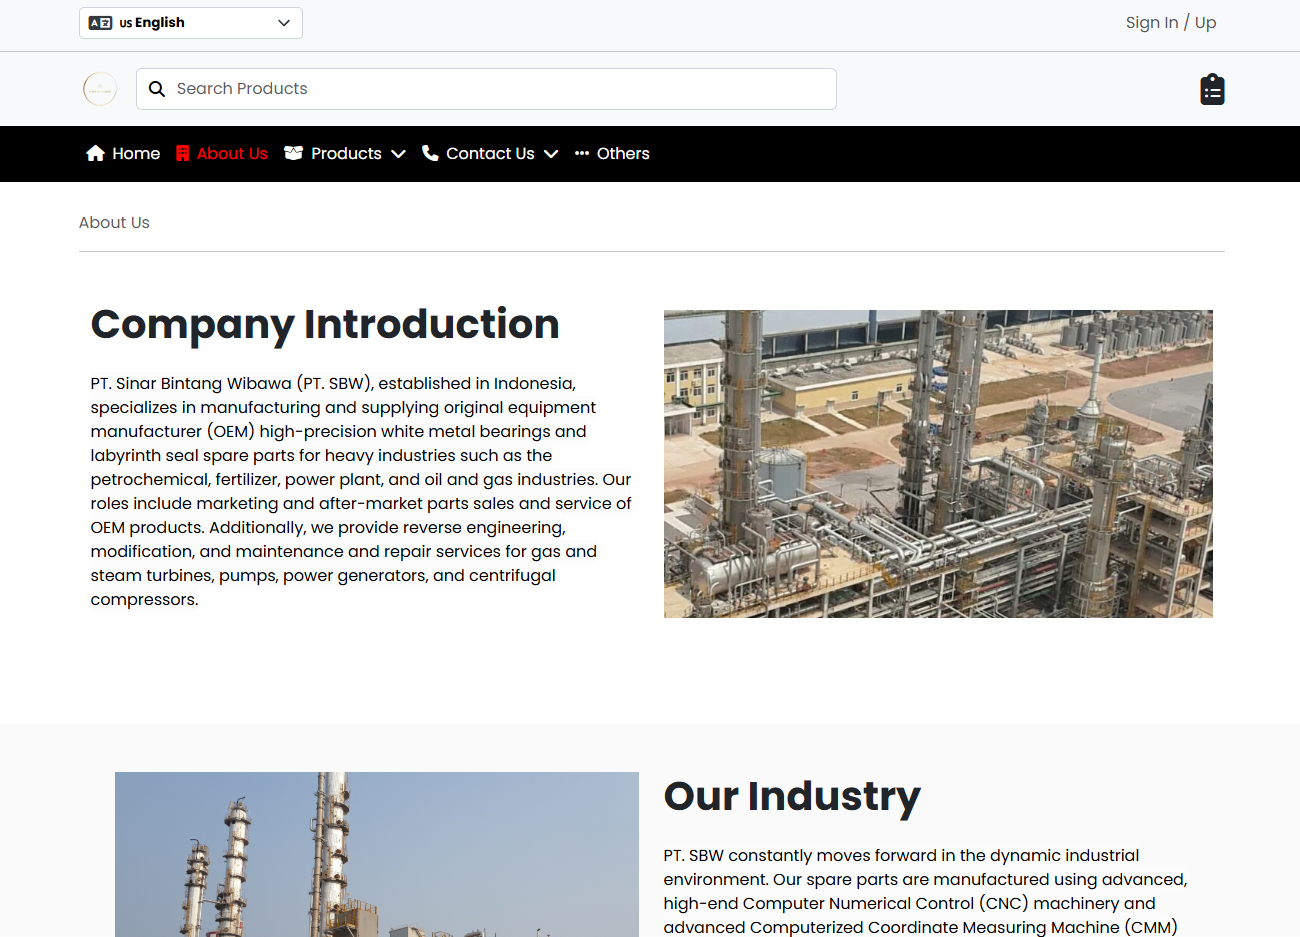 US English
Sign In / Up
Search Products
Home About Us Products Contact Us Others
About Us
Company Introduction
PT. Sinar Bintang Wibawa (PT. SBW), established in Indonesia,
specializes in manufacturing and supplying original equipment
manufacturer (OEM) high-precision white metal bearings and
labyrinth seal spare parts for heavy industries such as the
petrochemical, fertilizer, power plant, and oil and gas industries. Our
roles include marketing and after-market parts sales and service of
OEM products. Additionally, we provide reverse engineering,
modification, and maintenance and repair services for gas and
steam turbines, pumps, power generators, and centrifugal
compressors.
Our Industry
PT. SBW constantly moves forward in the dynamic industrial
environment. Our spare parts are manufactured using advanced,
high-end Computer Numerical Control (CNC) machinery and
advanced Computerized Coordinate Measuring Machine (CMM)